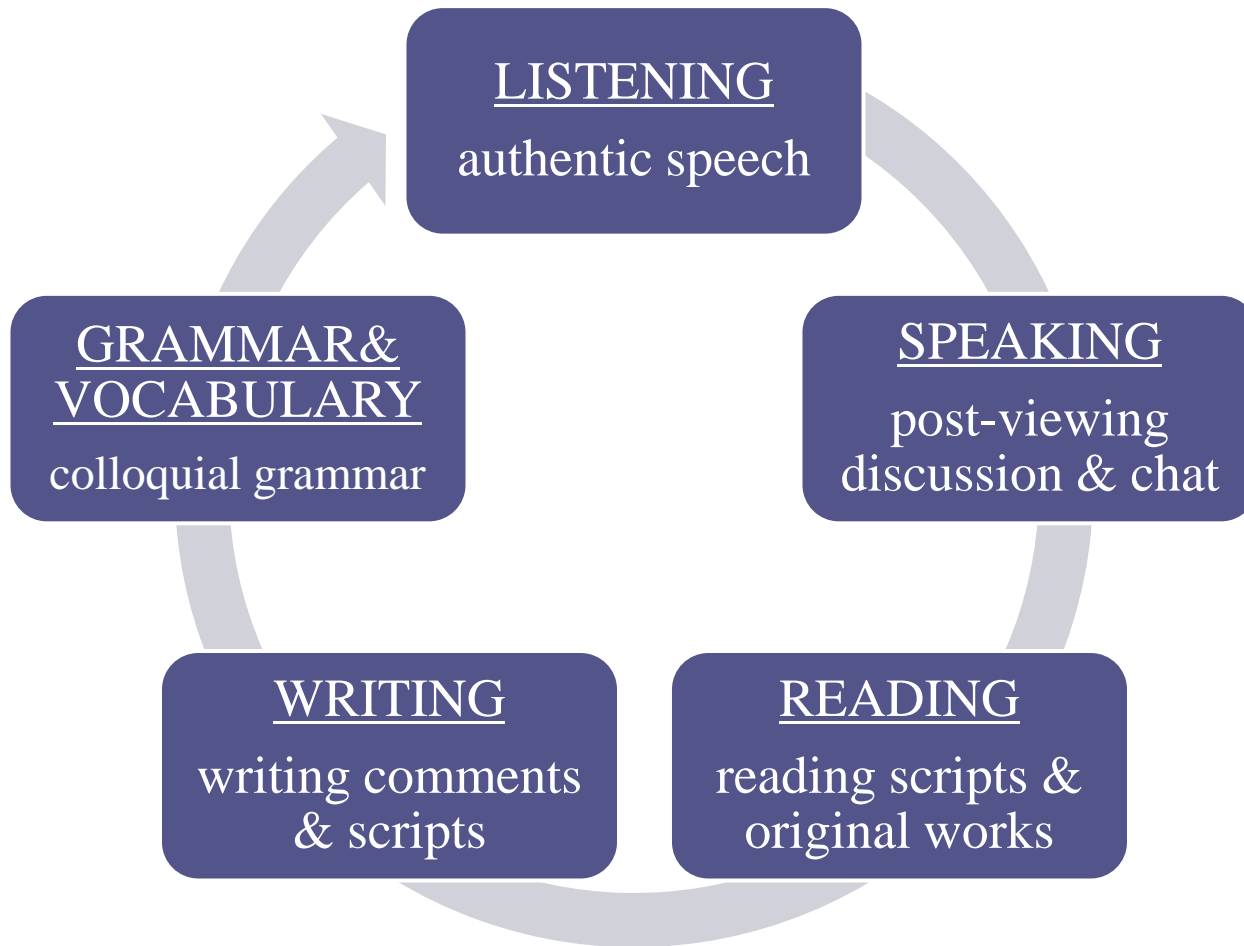 LISTENING
authentic speech
SPEAKING
post-viewing
discussion & chat
READING
reading scripts &
original works
WRITING
writing comments
& scripts
GRAMMAR&
VOCABULARY
colloquial grammar